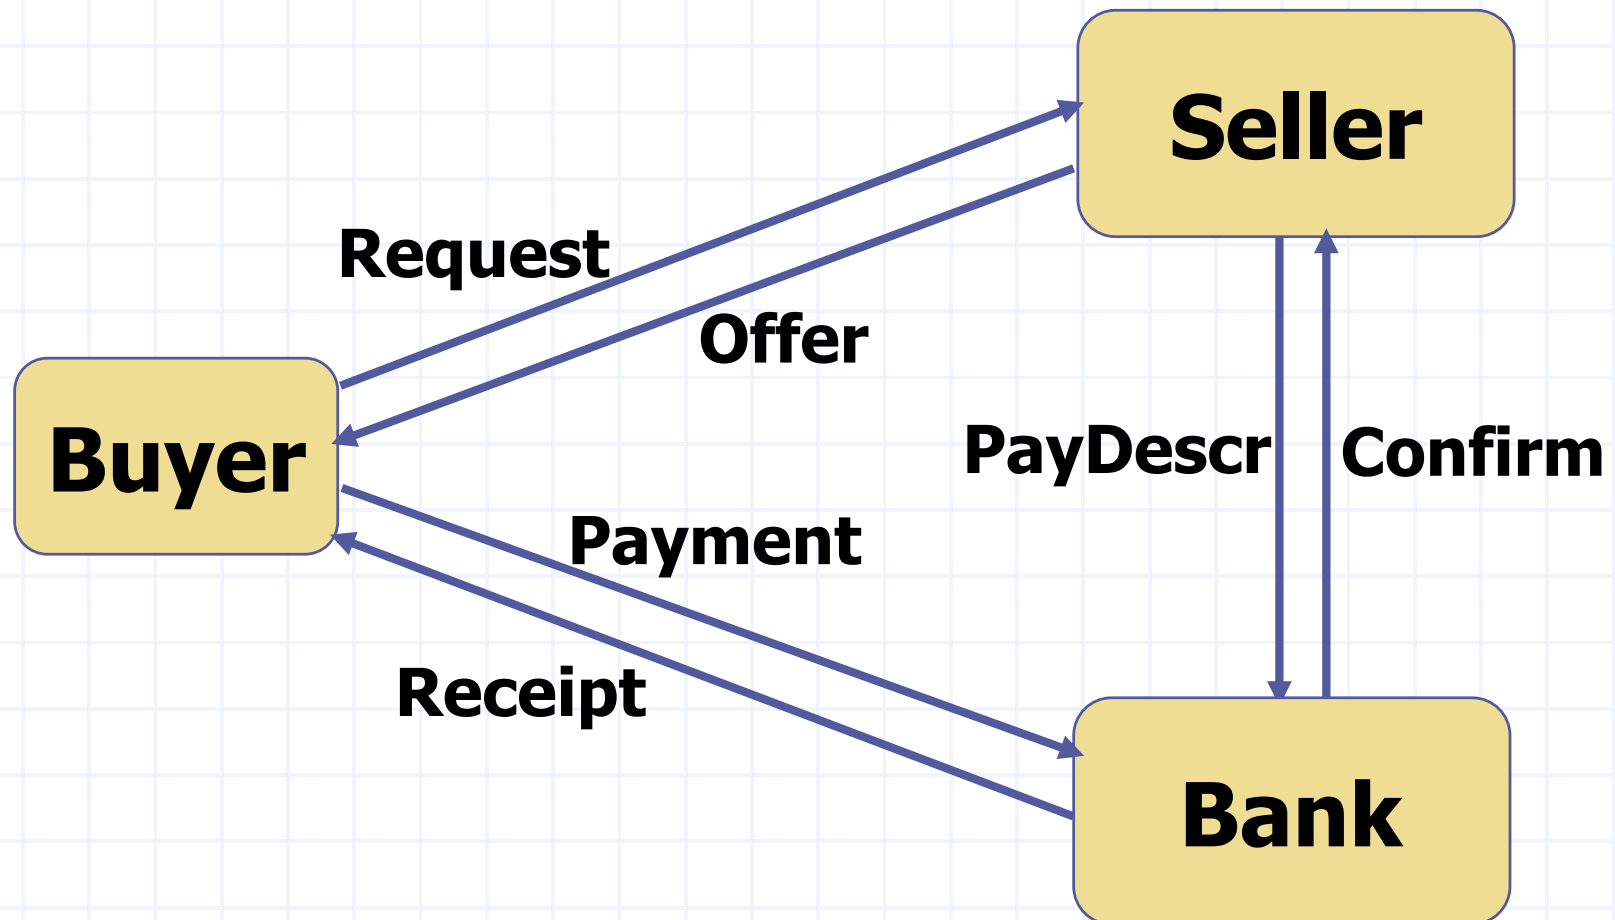 Seller
Request
Offer
Buyer
PayDescr
Confirm
Payment
Receipt
Bank